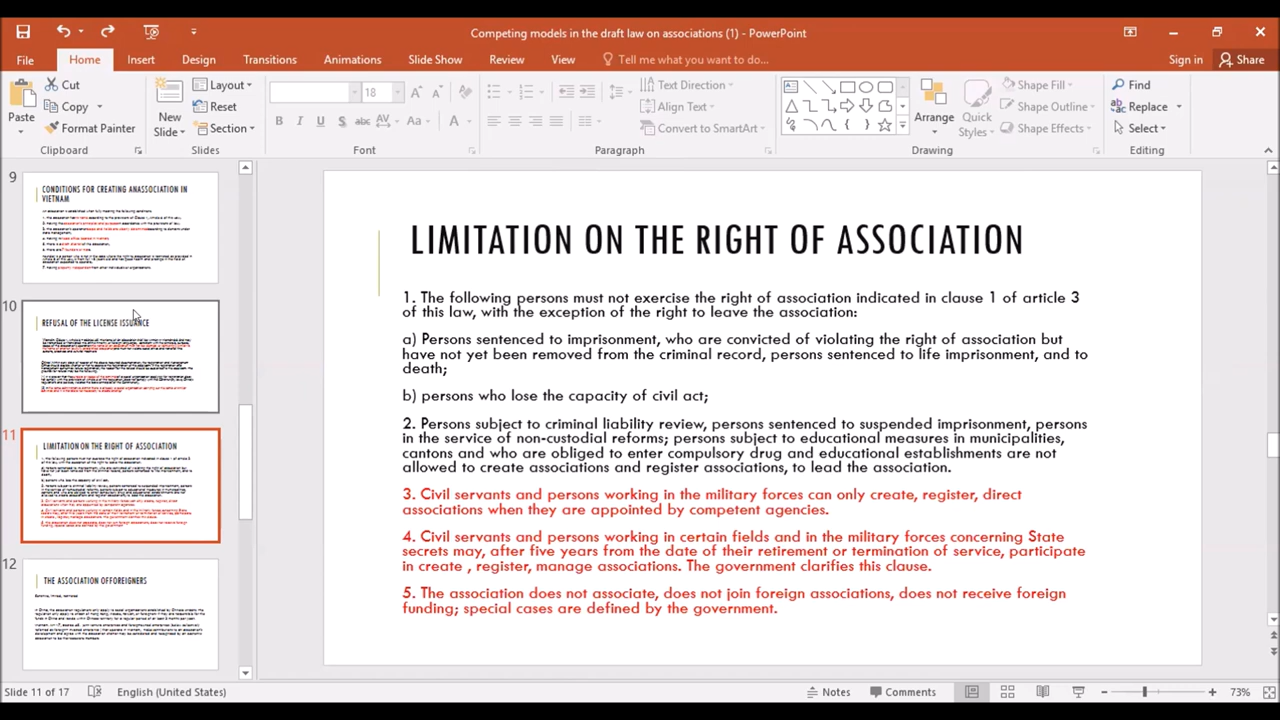 Competing models in the draft law on associations (1) - PowerPoint
File
Home
Insert
Design
Transitions
Animations
Slide Show
Review
View
Tell me what you want to do...
Sign in
Share
Paste
Cut
Copy
Format Painter
Clipboard
New
Slide
Layout
Reset
Section
Slides
18
B
I
U
S
abc
AV
Aa
A
Font
Text Direction
Align Text
Convert to SmartArt
Paragraph
Arrange
Quick
Styles
Shape Fill
Shape Outline
Shape Effects
Drawing
Find
Replace
Select
Editing
9
CONDITIONS FOR CREATING ANASSOCIATION IN
VIETNAM
10
REFUSAL OF THE LICENSE ISSUANCE
11
LIMITATION ON THE RIGHT OF ASSOCIATION
12
THE ASSOCIATION OFFOREIGNERS
LIMITATION ON THE RIGHT OF ASSOCIATION
1. The following persons must not exercise the right of association indicated in clause 1 of article 3
of this law, with the exception of the right to leave the association:
a) Persons sentenced to imprisonment, who are convicted of violating the right of association but
have not yet been removed from the criminal record, persons sentenced to life imprisonment, and to
death;
b) persons who lose the capacity of civil act;
2. Persons subject to criminal liability review, persons sentenced to suspended imprisonment, persons
in the service of non-custodial reforms; persons subject to educational measures in municipalities,
cantons and who are obliged to enter compulsory drug and educational establishments are not
allowed to create associations and register associations, to lead the association.
3. Civil servants and persons working in the military forces can only create, register, direct
associations when they are appointed by competent agencies.
4. Civil servants and persons working in certain fields and in the military forces concerning State
secrets may, after five years from the date of their retirement or termination of service, participate
in create , register, manage associations. The government clarifies this clause.
5. The association does not associate, does not join foreign associations, does not receive foreign
funding; special cases are defined by the government.
Slide 11 of 17
English (United States)
Notes
Comments
73%